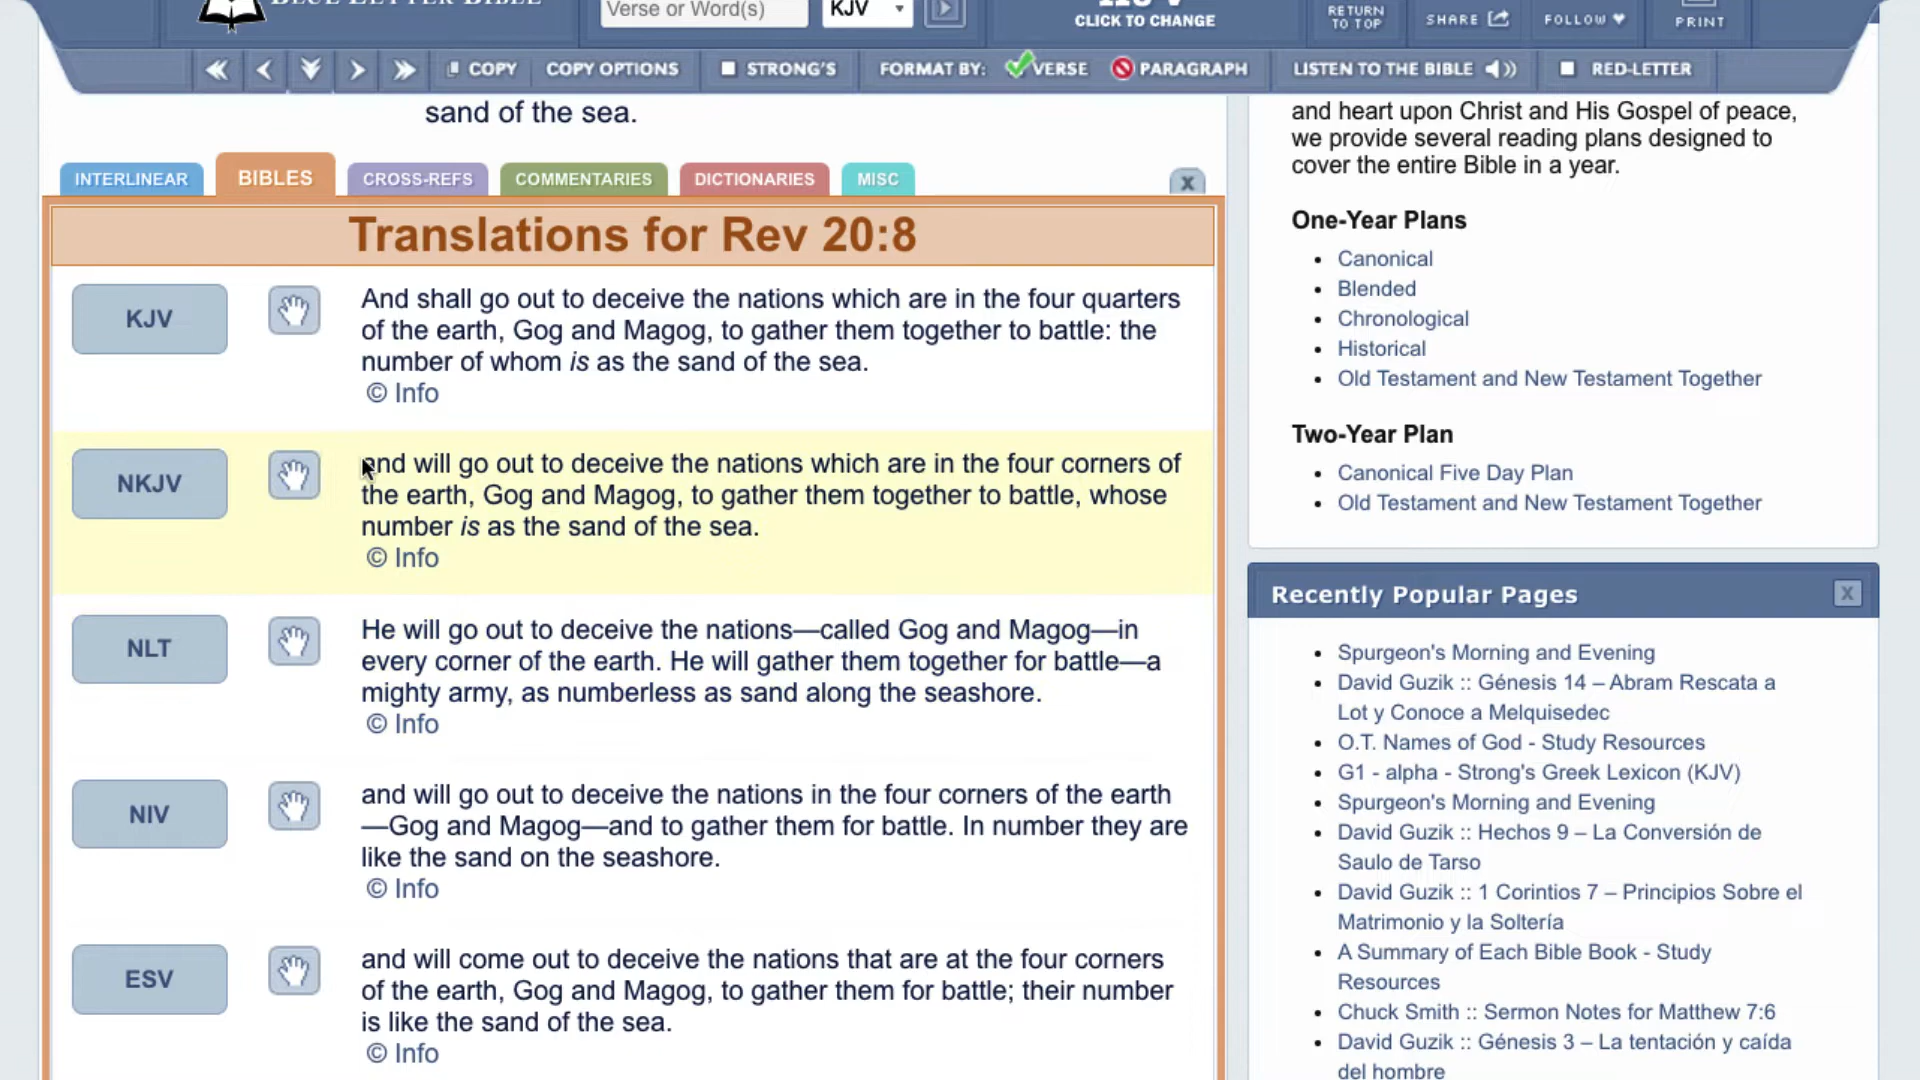 BLUE LETTER BIBLE
Verse or Word(s)
KJV
CLICK TO CHANGE
RETURN
TO TOP
SHARE
FOLLOW
PRINT
COPY
COPY OPTIONS
STRONG'S
FORMAT BY:
VERSE
PARAGRAPH
LISTEN TO THE BIBLE
RED-LETTER
sand of the sea.
INTERLINEAR
BIBLES
CROSS-REFS
COMMENTARIES
DICTIONARIES
MISC
X
Translations for Rev 20:8
KJV
And shall go out to deceive the nations which are in the four quarters
of the earth, Gog and Magog, to gather them together to battle: the
number of whom is as the sand of the sea.
© Info
NKJV
and will go out to deceive the nations which are in the four corners of
the earth, Gog and Magog, to gather them together to battle, whose
number is as the sand of the sea.
© Info
NLT
He will go out to deceive the nations—called Gog and Magog—in
every corner of the earth. He will gather them together for battle—a
mighty army, as numberless as sand along the seashore.
© Info
NIV
and will go out to deceive the nations in the four corners of the earth
—Gog and Magog—and to gather them for battle. In number they are
like the sand on the seashore.
© Info
ESV
and will come out to deceive the nations that are at the four corners
of the earth, Gog and Magog, to gather them for battle; their number
is like the sand of the sea.
© Info
and heart upon Christ and His Gospel of peace,
we provide several reading plans designed to
cover the entire Bible in a year.
One-Year Plans
Canonical
Blended
Chronological
Historical
Old Testament and New Testament Together
Two-Year Plan
Canonical Five Day Plan
Old Testament and New Testament Together
Recently Popular Pages
X
Spurgeon's Morning and Evening
David Guzik :: Génesis 14 – Abram Rescata a
Lot y Conoce a Melquisedec
O.T. Names of God - Study Resources
G1 - alpha - Strong's Greek Lexicon (KJV)
Spurgeon's Morning and Evening
David Guzik :: Hechos 9 – La Conversión de
Saulo de Tarso
David Guzik :: 1 Corintios 7 – Principios Sobre el
Matrimonio y la Soltería
A Summary of Each Bible Book - Study
Resources
Chuck Smith :: Sermon Notes for Matthew 7:6
David Guzik :: Génesis 3 – La tentación y caída
del hombre